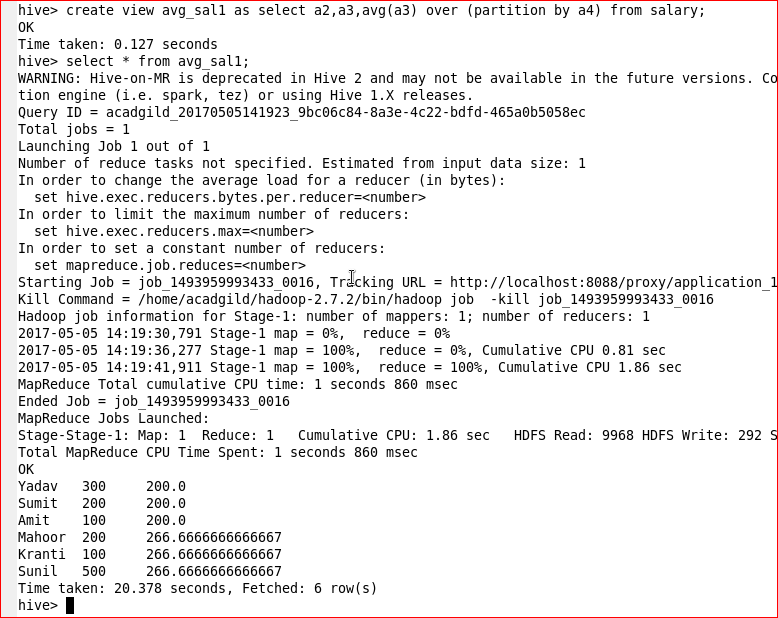 hive> create view avg_sal1 as select a2,a3,avg(a3) over (partition by a4) from salary;
OK
Time taken: 0.127 seconds
hive> select * from avg_sal1;
WARNING: Hive-on-MR is deprecated in Hive 2 and may not be available in the future versions. Co
tion engine (i.e. spark, tez) or using Hive 1.X releases.
Query ID = acadgild_20170505141923_9bc06c84-8a3e-4c22-bdfd-465a0b5058ec
Total jobs = 1
Launching Job 1 out of 1
Number of reduce tasks not specified. Estimated from input data size: 1
In order to change the average load for a reducer (in bytes):
  set hive.exec.reducers.bytes.per.reducer=<number>
In order to limit the maximum number of reducers:
  set hive.exec.reducers.max=<number>
In order to set a constant number of reducers:
  set mapreduce.job.reduces=<number>
Starting Job = job_1493959993433_0016, Tracking URL = http://localhost:8088/proxy/application_1
Kill Command = /home/acadgild/hadoop-2.7.2/bin/hadoop job  -kill job_1493959993433_0016
Hadoop job information for Stage-1: number of mappers: 1; number of reducers: 1
2017-05-05 14:19:30,791 Stage-1 map = 0%,  reduce = 0%
2017-05-05 14:19:36,277 Stage-1 map = 100%,  reduce = 0%, Cumulative CPU 0.81 sec
2017-05-05 14:19:41,911 Stage-1 map = 100%,  reduce = 100%, Cumulative CPU 1.86 sec
MapReduce Total cumulative CPU time: 1 seconds 860 msec
Ended Job = job_1493959993433_0016
MapReduce Jobs Launched:
Stage-Stage-1: Map: 1  Reduce: 1   Cumulative CPU: 1.86 sec   HDFS Read: 9968 HDFS Write: 292 S
Total MapReduce CPU Time Spent: 1 seconds 860 msec
OK
Yadav   300     200.0
Sumit   200     200.0
Amit    100     200.0
Mahoor  200     266.6666666666667
Kranti  100     266.6666666666667
Sunil   500     266.6666666666667
Time taken: 20.378 seconds, Fetched: 6 row(s)
hive>